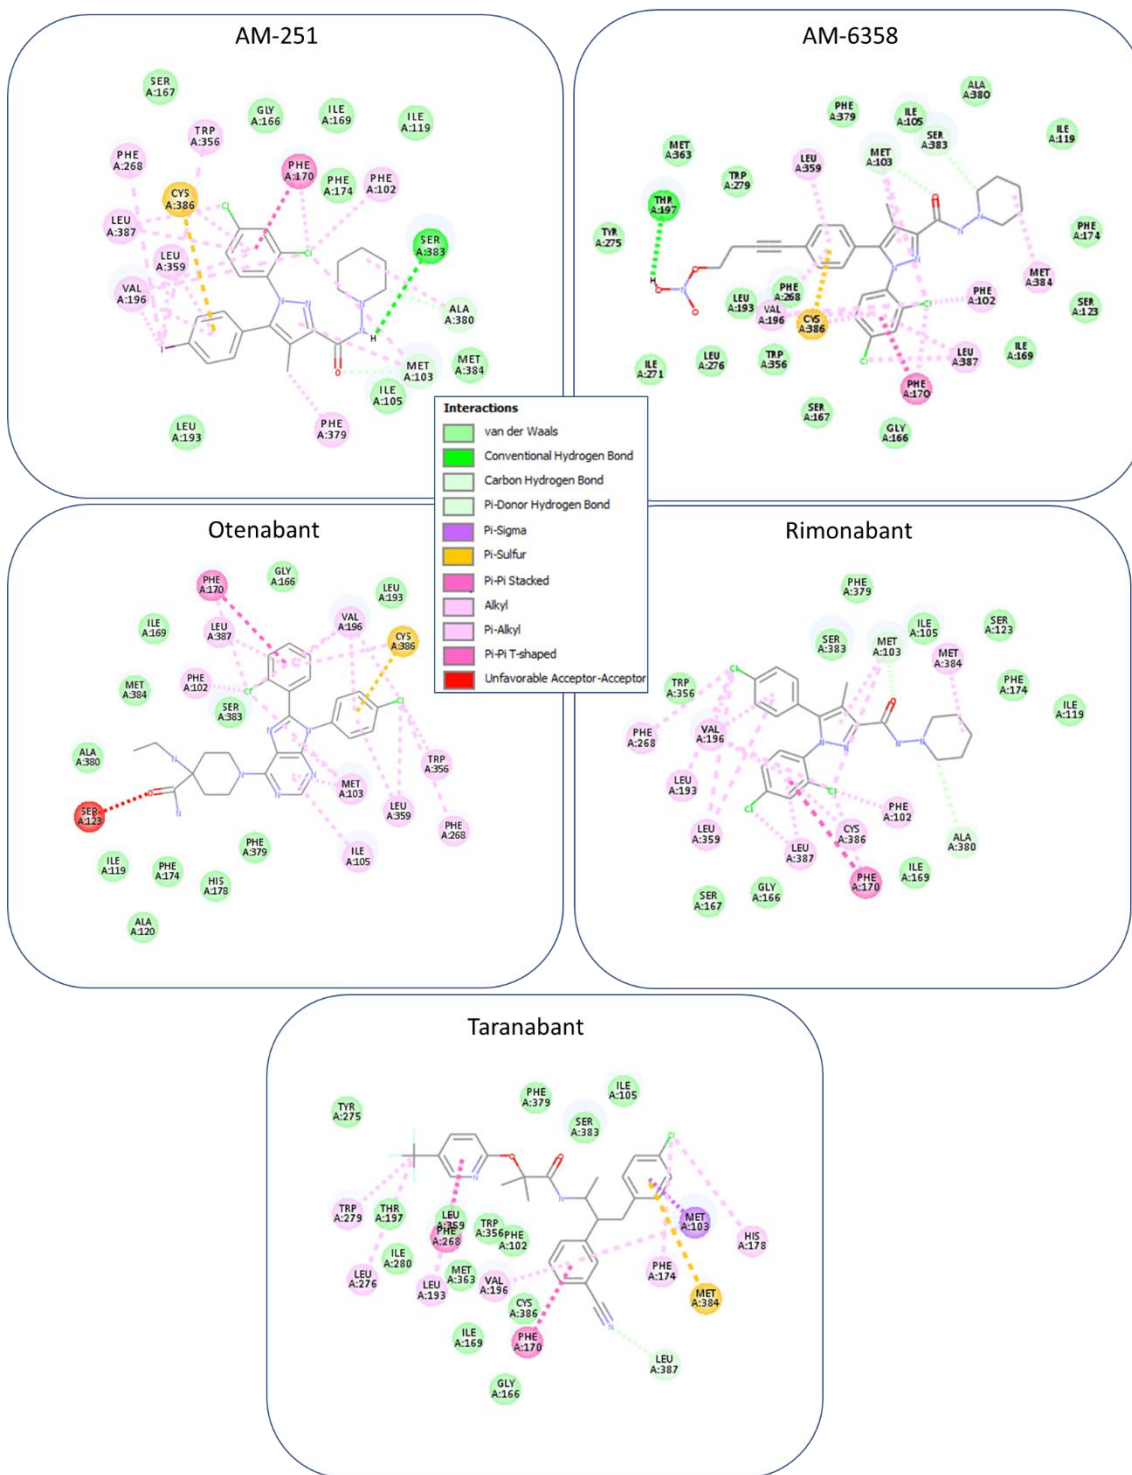 AM-251
SER
A:167
GLY
A:166
ILE
A:169
ILE
A:119
TRP
A:356
PHE
A:268
PHE
A:170
PHE
A:174
PHE
A:102
CYS
A:386
Cl
LEU
A:387
SER
A:383
LEU
A:359
Cl
VAL
A:196
N
N
N
ALA
A:380
N
H
H
I
O
MET
A:103
MET
A:384
ILE
A:105
LEU
A:193
PHE
A:379
AM-6358
ALA
A:380
PHE
A:379
ILE
A:105
SER
A:383
ILE
A:119
MET
A:363
MET
A:103
LEU
A:359
TRP
A:279
THR
A:197
O
N
N
TYR
A:275
PHE
A:174
H
O
O
N
O
N
N
MET
A:384
PHE
A:268
LEU
A:193
VAL
A:196
CYS
A:386
Cl
PHE
A:102
SER
A:123
ILE
A:271
LEU
A:276
TRP
A:356
Cl
LEU
A:387
ILE
A:169
PHE
A:170
SER
A:167
GLY
A:166
Interactions
van der Waals
Conventional Hydrogen Bond
Carbon Hydrogen Bond
Pi-Donor Hydrogen Bond
Pi-Sigma
Pi-Sulfur
Pi-Pi Stacked
Alkyl
Pi-Alkyl
Pi-Pi T-shaped
Unfavorable Acceptor-Acceptor
Otenabant
PHE
A:170
GLY
A:166
LEU
A:193
ILE
A:169
LEU
A:387
VAL
A:196
CYS
A:386
PHE
A:102
MET
A:384
Cl
SER
A:383
Cl
N
N
ALA
A:380
N
N
N
N
N
O
TRP
A:356
MET
A:103
SER
A:123
LEU
A:359
PHE
A:268
PHE
A:379
ILE
A:105
ILE
A:119
PHE
A:174
HIS
A:178
ALA
A:120
Rimonabant
PHE
A:379
SER
A:383
MET
A:103
ILE
A:105
SER
A:123
MET
A:384
TRP
A:356
Cl
PHE
A:174
ILE
A:119
PHE
A:268
VAL
A:196
O
N
N
N
N
LEU
A:193
Cl
Cl
PHE
A:102
LEU
A:359
CYS
A:386
ALA
A:380
LEU
A:387
PHE
A:170
ILE
A:169
SER
A:167
GLY
A:166
Taranabant
TYR
A:275
PHE
A:379
ILE
A:105
SER
A:383
Cl
O
O
N
N
TRP
A:279
THR
A:197
LEU
A:359
PHE
A:268
TRP
A:356
PHE
A:102
MET
A:103
HIS
A:178
ILE
A:280
LEU
A:276
MET
A:363
LEU
A:193
VAL
A:196
PHE
A:174
MET
A:384
CYS
A:386
N
ILE
A:169
PHE
A:170
LEU
A:387
GLY
A:166